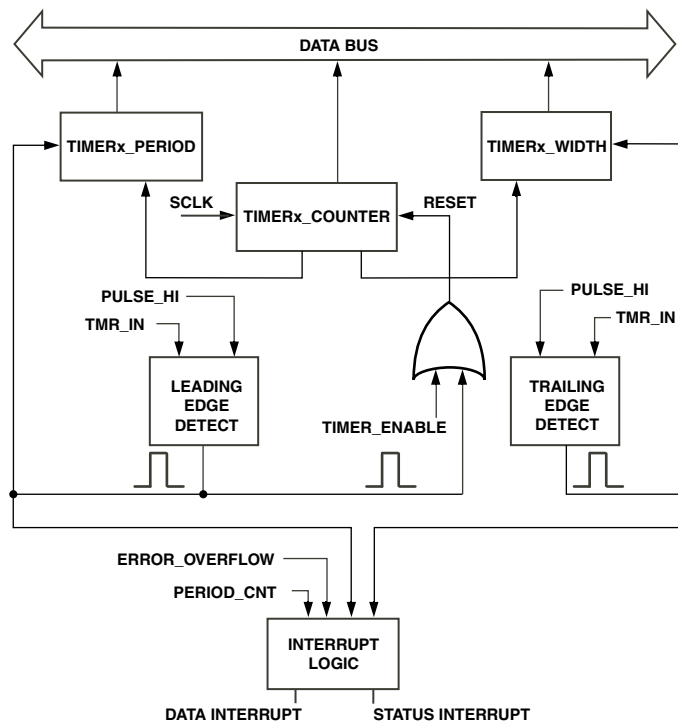 DATA BUS
TIMERx_PERIOD
TIMERx_WIDTH
SCLK
TIMERx_COUNTER
RESET
PULSE_HI
TMR_IN
LEADING
EDGE
DETECT
TIMER_ENABLE
PULSE_HI
TMR_IN
TRAILING
EDGE
DETECT
ERROR_OVERFLOW
PERIOD_CNT
INTERRUPT
LOGIC
DATA INTERRUPT
STATUS INTERRUPT